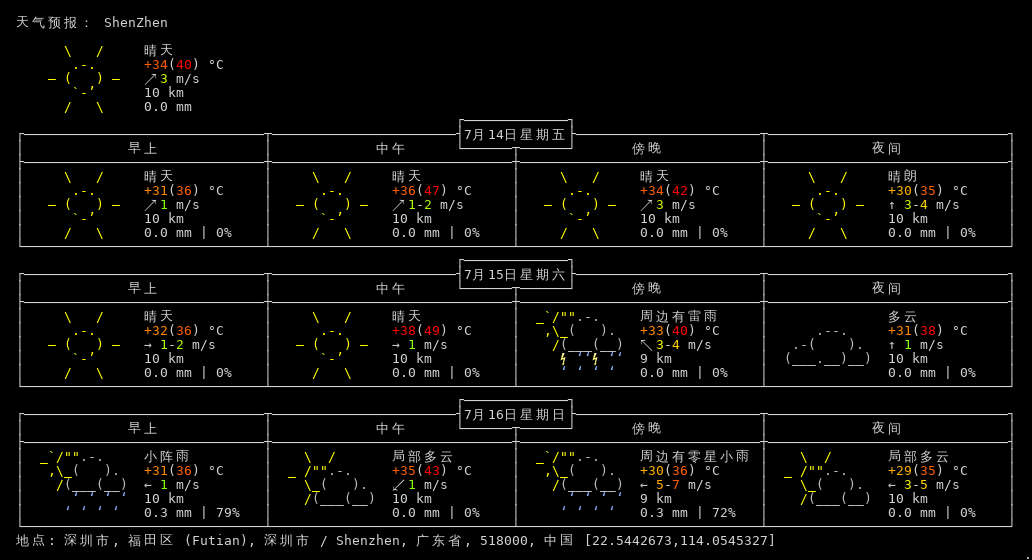 天气预报： ShenZhen
晴天
+34(40) °C
↗3 m/s
10 km
0.0 mm
7月14日星期五
早上 中午 傍晚 夜间
晴天 晴天 晴天 晴朗
+31(36) °C +36(47) °C +34(42) °C +30(35) °C
↗1 m/s ↗1-2 m/s ↗3 m/s ↑ 3-4 m/s
10 km 10 km 10 km 10 km
0.0 mm | 0% 0.0 mm | 0% 0.0 mm | 0% 0.0 mm | 0%
7月15日星期六
早上 中午 傍晚 夜间
晴天 晴天 周边有雷雨 多云
+32(36) °C +38(49) °C +33(40) °C +31(38) °C
→ 1-2 m/s → 1 m/s ↖3-4 m/s ↑ 1 m/s
10 km 10 km 9 km 10 km
0.0 mm | 0% 0.0 mm | 0% 0.0 mm | 0% 0.0 mm | 0%
7月16日星期日
早上 中午 傍晚 夜间
小阵雨 局部多云 周边有零星小雨 局部多云
+31(36) °C +35(43) °C +30(36) °C +29(35) °C
← 1 m/s ↙1 m/s ← 5-7 m/s ← 3-5 m/s
10 km 10 km 9 km 10 km
0.3 mm | 79% 0.0 mm | 0% 0.3 mm | 72% 0.0 mm | 0%
地点: 深圳市, 福田区 (Futian), 深圳市 / Shenzhen, 广东省, 518000, 中国 [22.5442673,114.0545327]